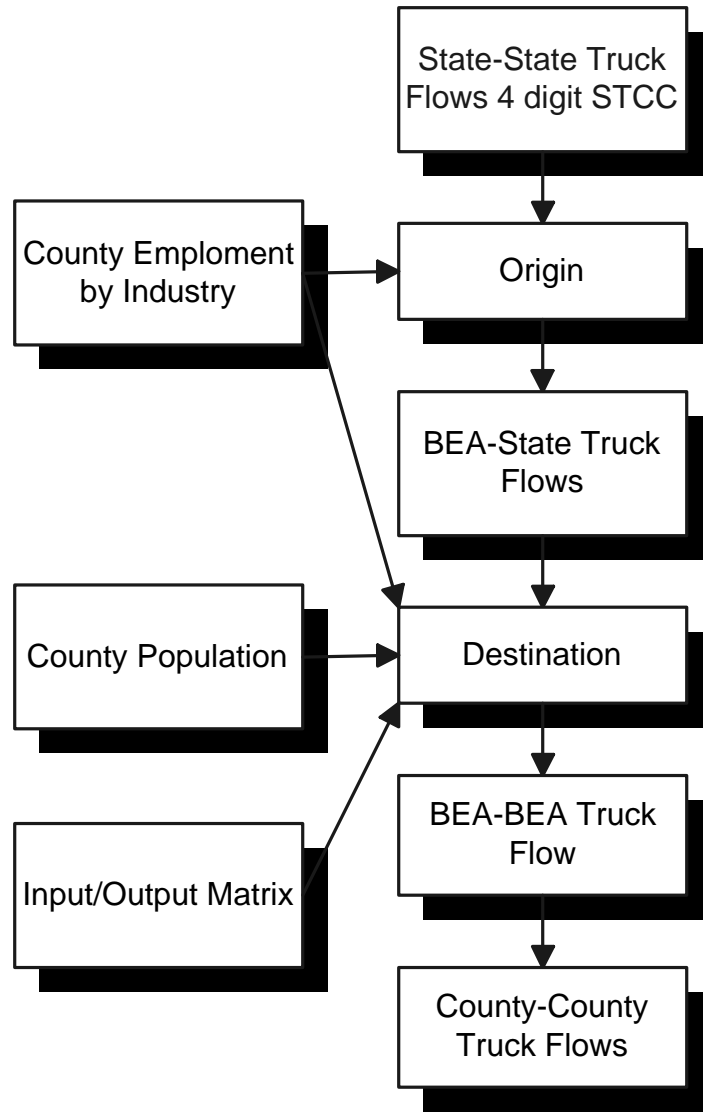 State-State Truck
Flows 4 digit STCC
County Emploment
by Industry
Origin
BEA-State Truck
Flows
County Population
Destination
Input/Output Matrix
BEA-BEA Truck
Flow
County-County
Truck Flows